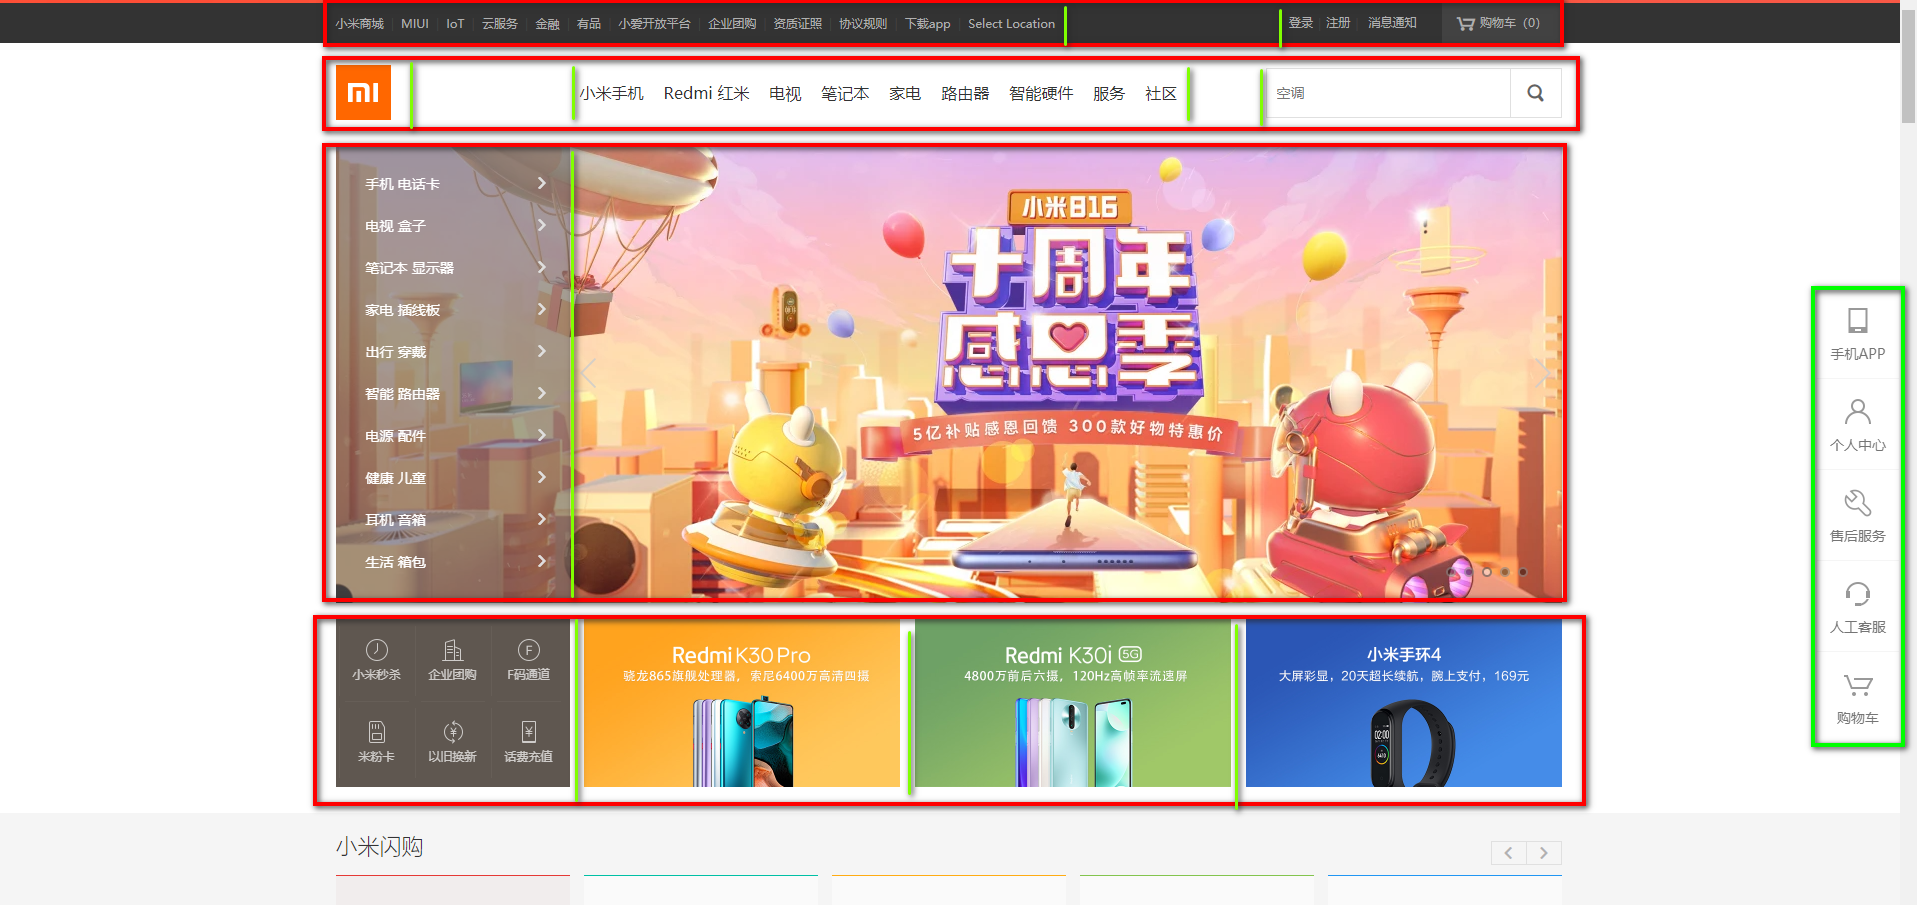 小米商城 MIUI IoT 云服务 金融 有品 小爱开放平台 企业团购 资质证照 协议规则 下载app Select Location
登录 注册 消息通知 购物车（0）
小米手机 Redmi 红米 电视 笔记本 家电 路由器 智能硬件 服务 社区
空调
手机 电话卡
电视 盒子
笔记本 显示器
家电 插线板
出行 穿戴
智能 路由器
电源 配件
健康 儿童
耳机 音箱
生活 箱包
小米816
十周年
感恩季
5亿补贴感恩回馈 300款好物特惠价
手机APP
个人中心
售后服务
人工客服
购物车
小米秒杀 企业团购 F码通道
米粉卡 以旧换新 话费充值
Redmi K30 Pro
骁龙865旗舰处理器，索尼6400万高清四摄
Redmi K30i 5G
4800万前后六摄，120Hz高帧率流速屏
小米手环4
大屏彩显，20天超长续航，腕上支付，169元
02:00
小米闪购